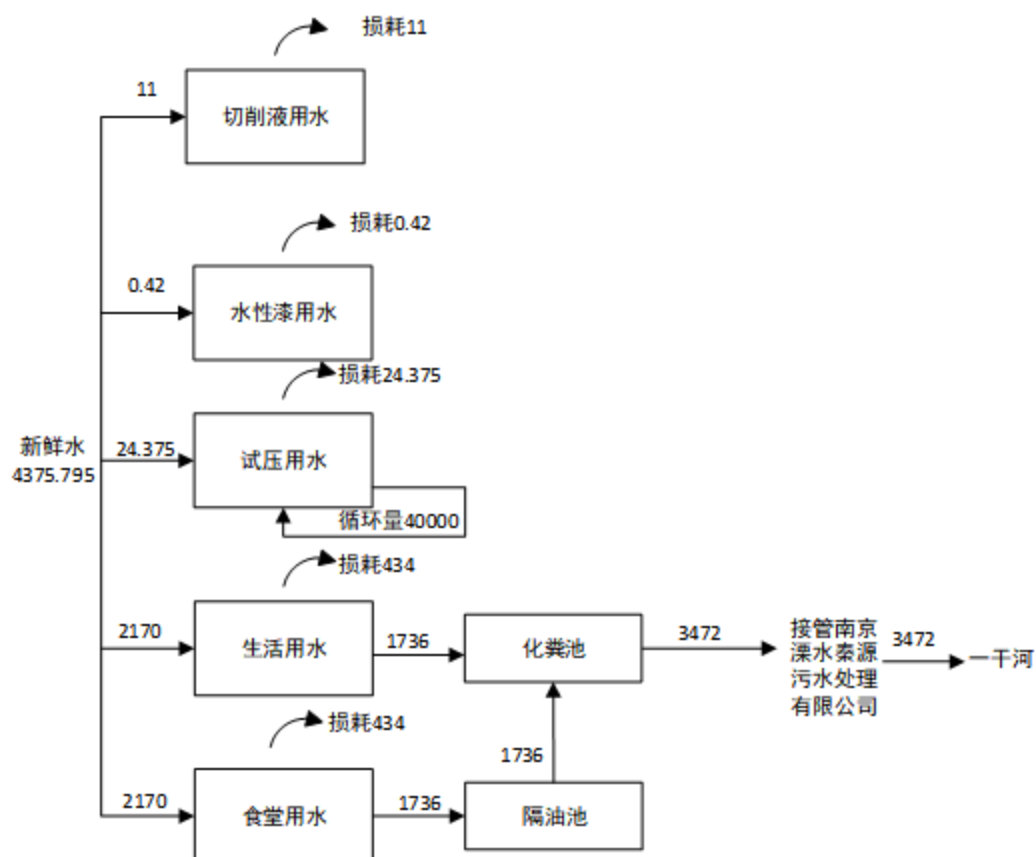 损耗11
11
切削液用水
损耗0.42
0.42
水性漆用水
损耗24.375
新鲜水
4375.795
24.375
试压用水
循环量40000
损耗434
2170
生活用水
1736
化粪池
3472
接管南京
溧水秦源
污水处理
有限公司
3472
一干河
损耗434
1736
2170
食堂用水
1736
隔油池